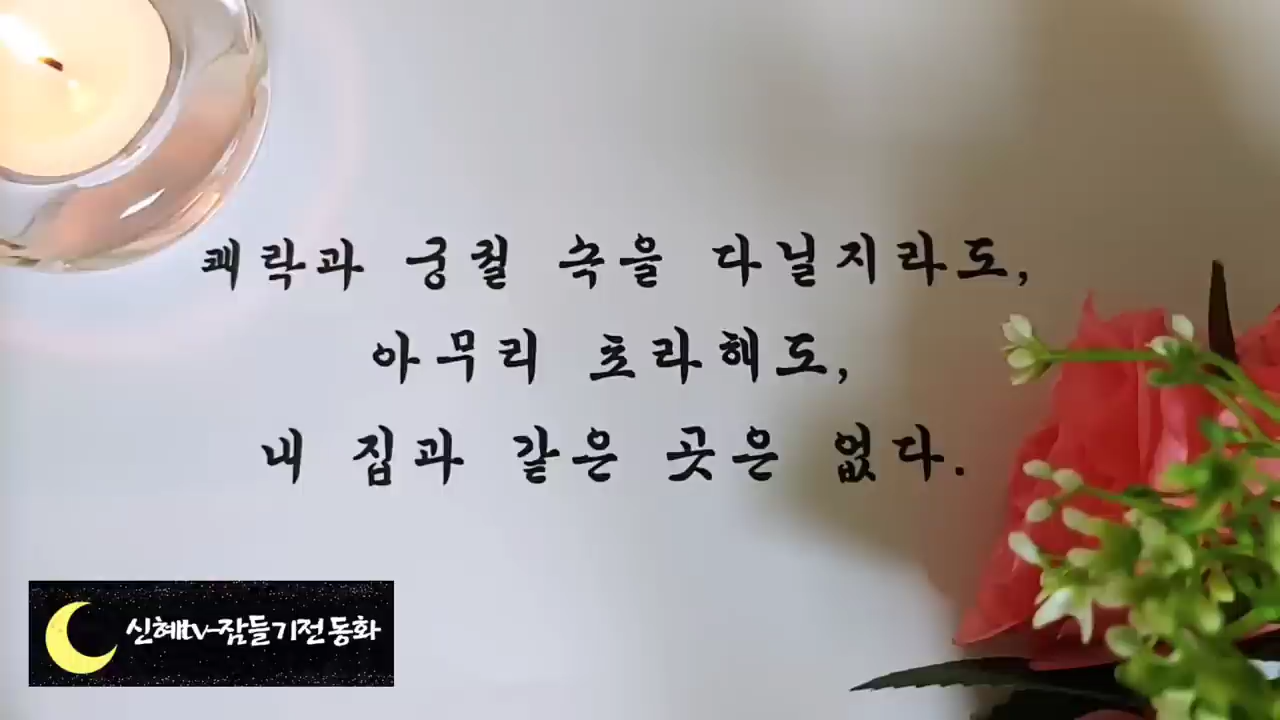 쾌락과 궁궐 속을 다닐지라도,
아무리 초라해도,
내 집과 같은 곳은 없다.
신혜tv-잠들기전 동화